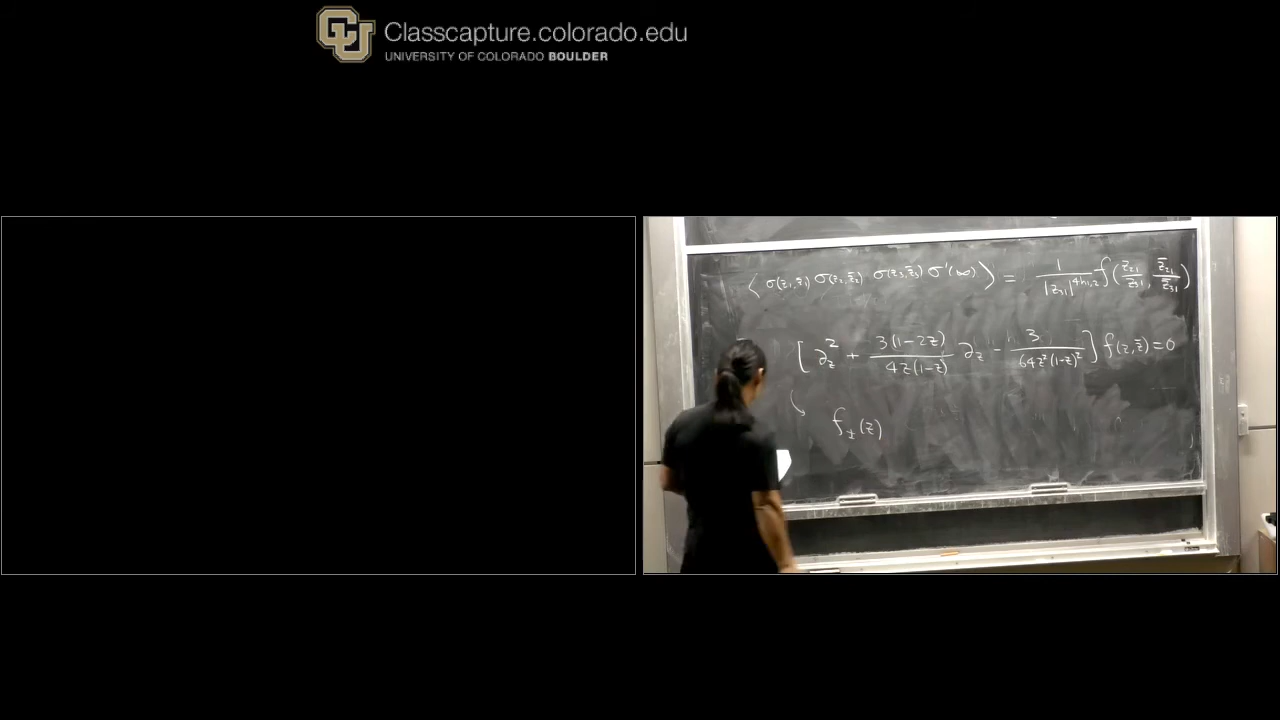 CU Classcapture.colorado.edu
UNIVERSITY OF COLORADO BOULDER
⟨ σ(z₁,z̄₁) σ(z₂,z̄₂) σ(z₃,z̄₃) σ'(∞) ⟩ = 1/|z₃₁|^{4h₁,₂} f(z₂₁/z₃₁, z̄₂₁/z̄₃₁)
[ ∂_z² + 3(1-2z)/4z(1-z) ∂_z - 3/64z²(1-z)² ] f(z,z̄) = 0
f_±(z)